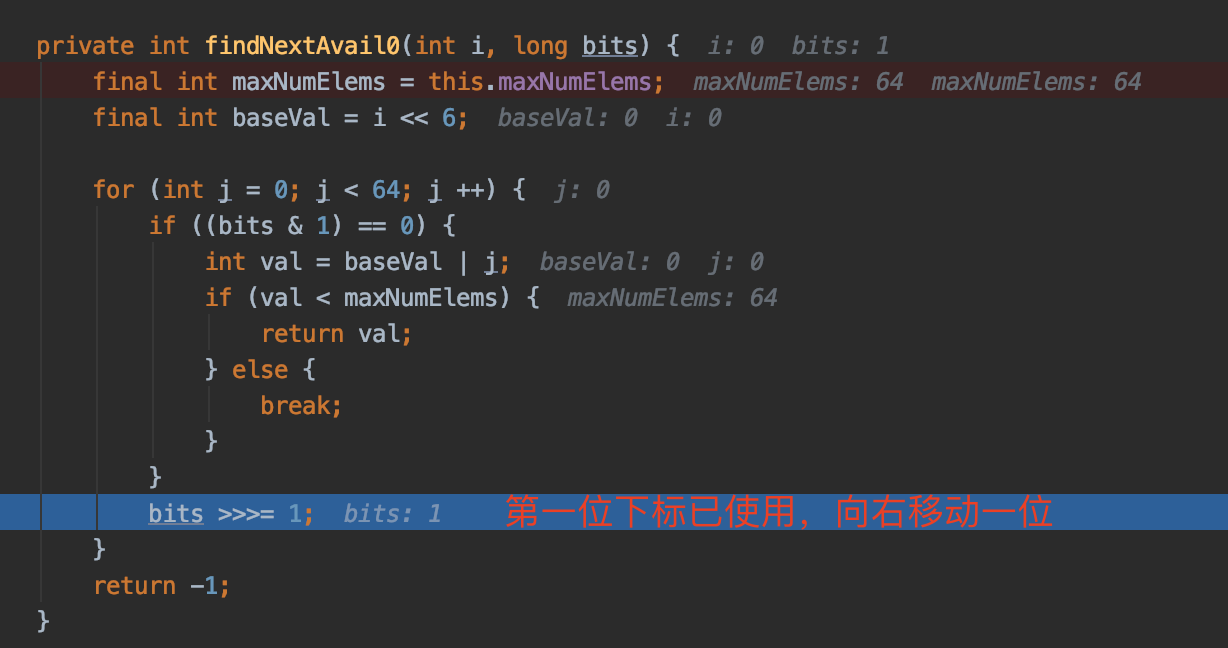 private int findNextAvail0(int i, long bits) {  i: 0  bits: 1
    final int maxNumElems = this.maxNumElems;  maxNumElems: 64  maxNumElems: 64
    final int baseVal = i << 6;  baseVal: 0  i: 0

    for (int j = 0; j < 64; j ++) {  j: 0
        if ((bits & 1) == 0) {
            int val = baseVal | j;  baseVal: 0  j: 0
            if (val < maxNumElems) {  maxNumElems: 64
                return val;
            } else {
                break;
            }
        }
        bits >>>= 1;  bits: 1  第一位下标已使用，向右移动一位
    }
    return -1;
}